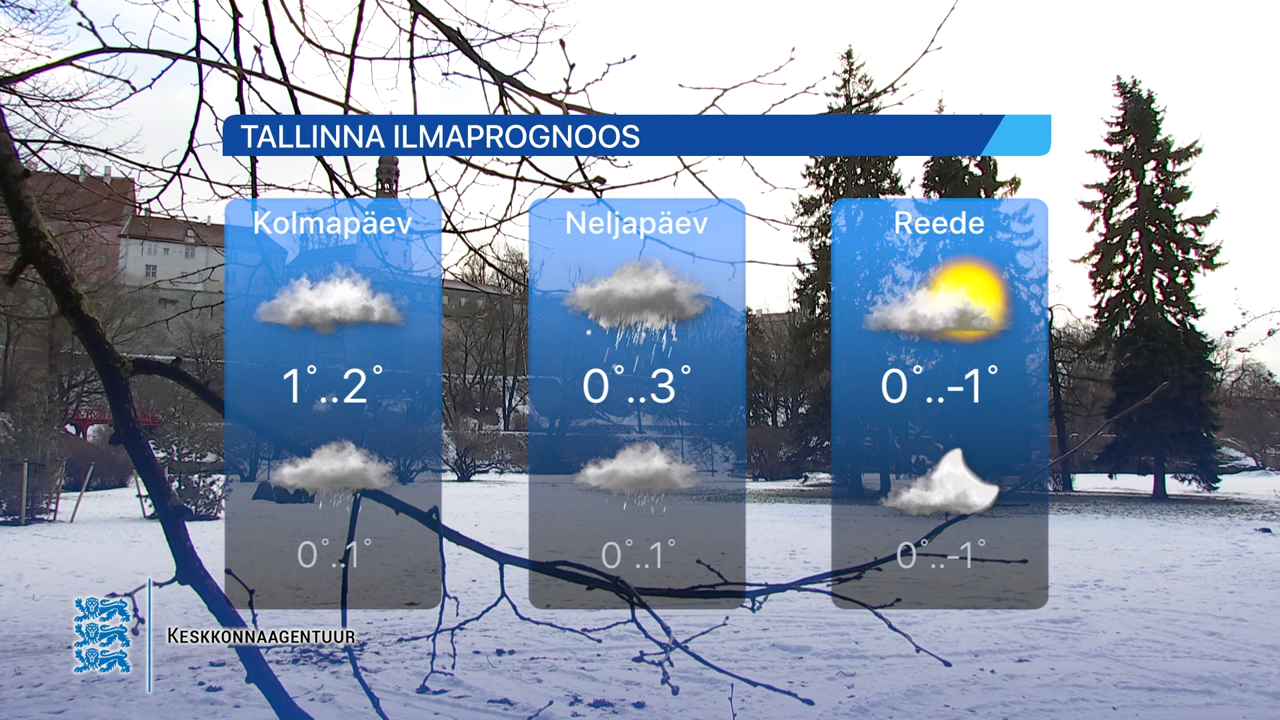 TALLINNA ILMAPROGNOOS
Kolmapäev
Neljapäev
Reede
1°..2°
0°..3°
0°..-1°
0°..1°
0°..1°
0°..-1°
KESKKONNAAGENTUUR